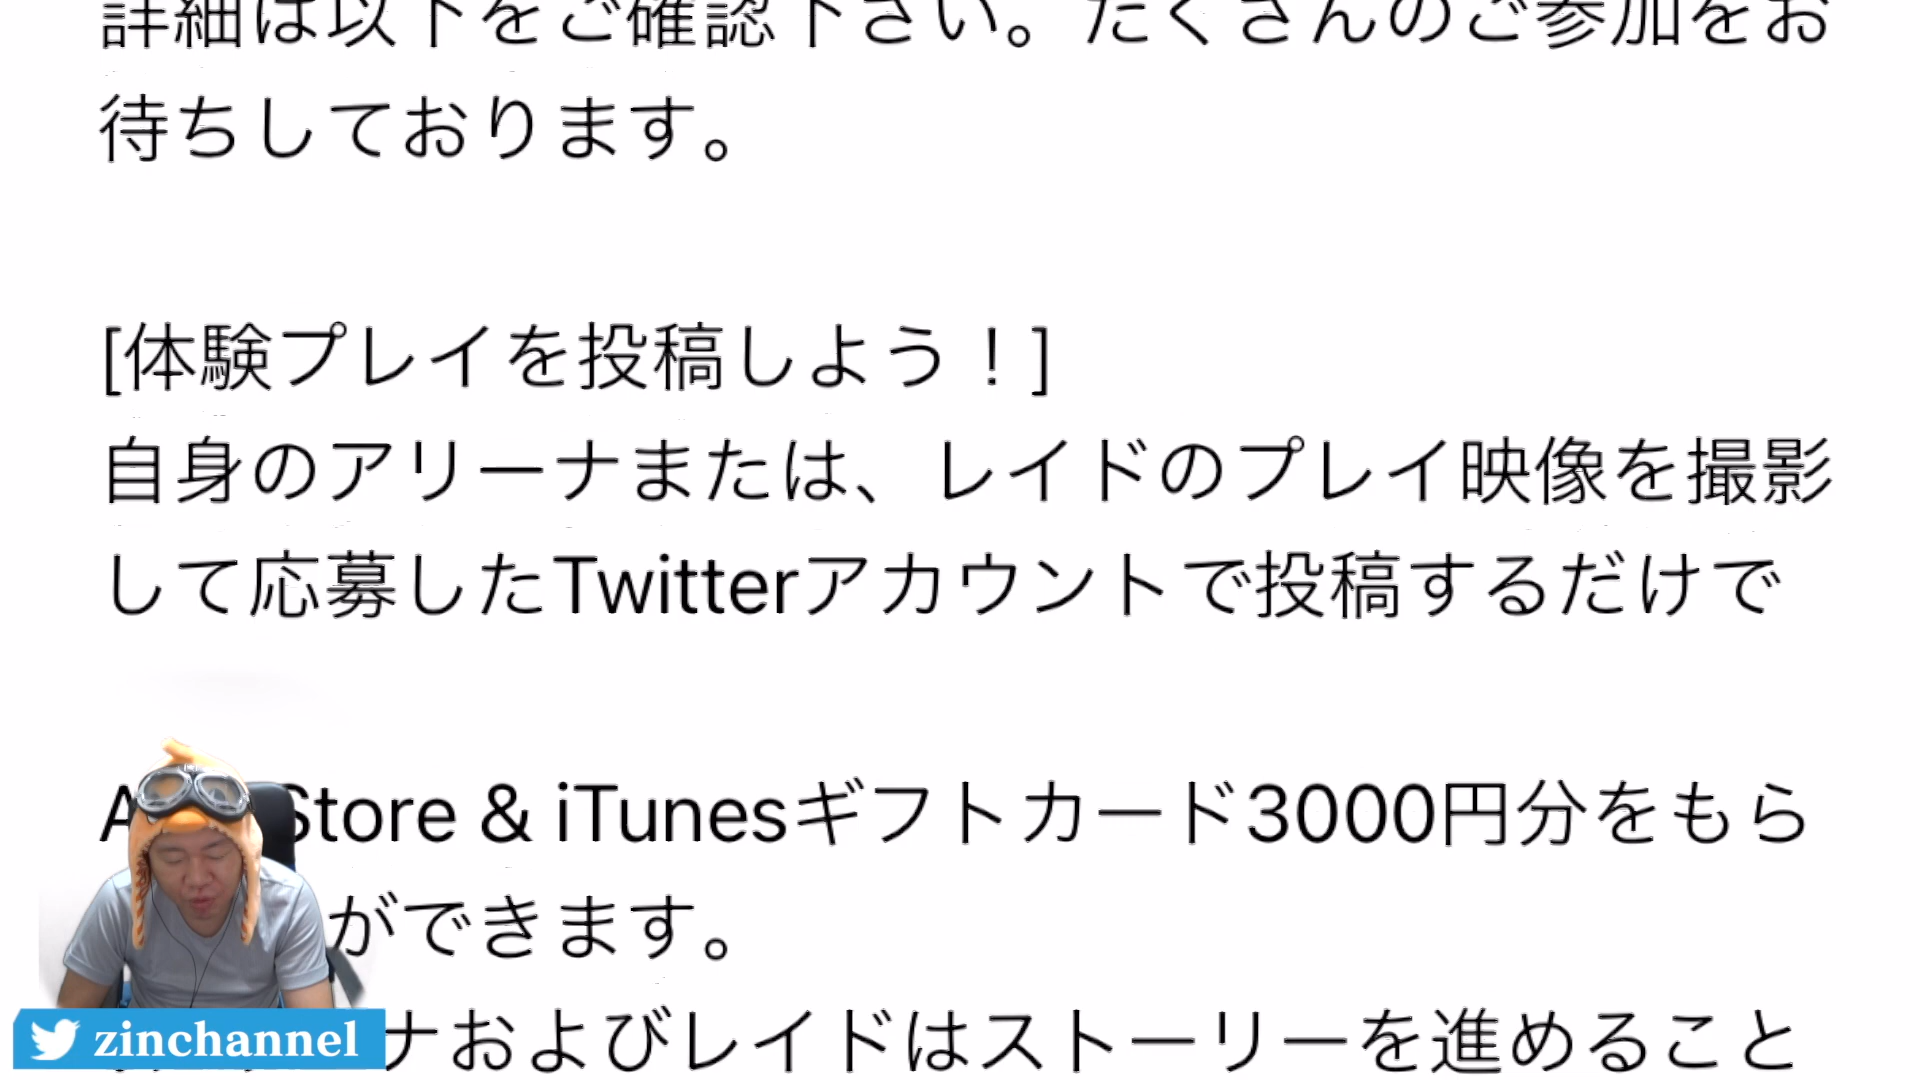 詳細は以下をご確認下さい。たくさんのご参加をお
待ちしております。
[体験プレイを投稿しよう！]
自身のアリーナまたは、レイドのプレイ映像を撮影
して応募したTwitterアカウントで投稿するだけで
Store & iTunesギフトカード3000円分をもら
ができます。
ナおよびレイドはストーリーを進めること
zinchannel